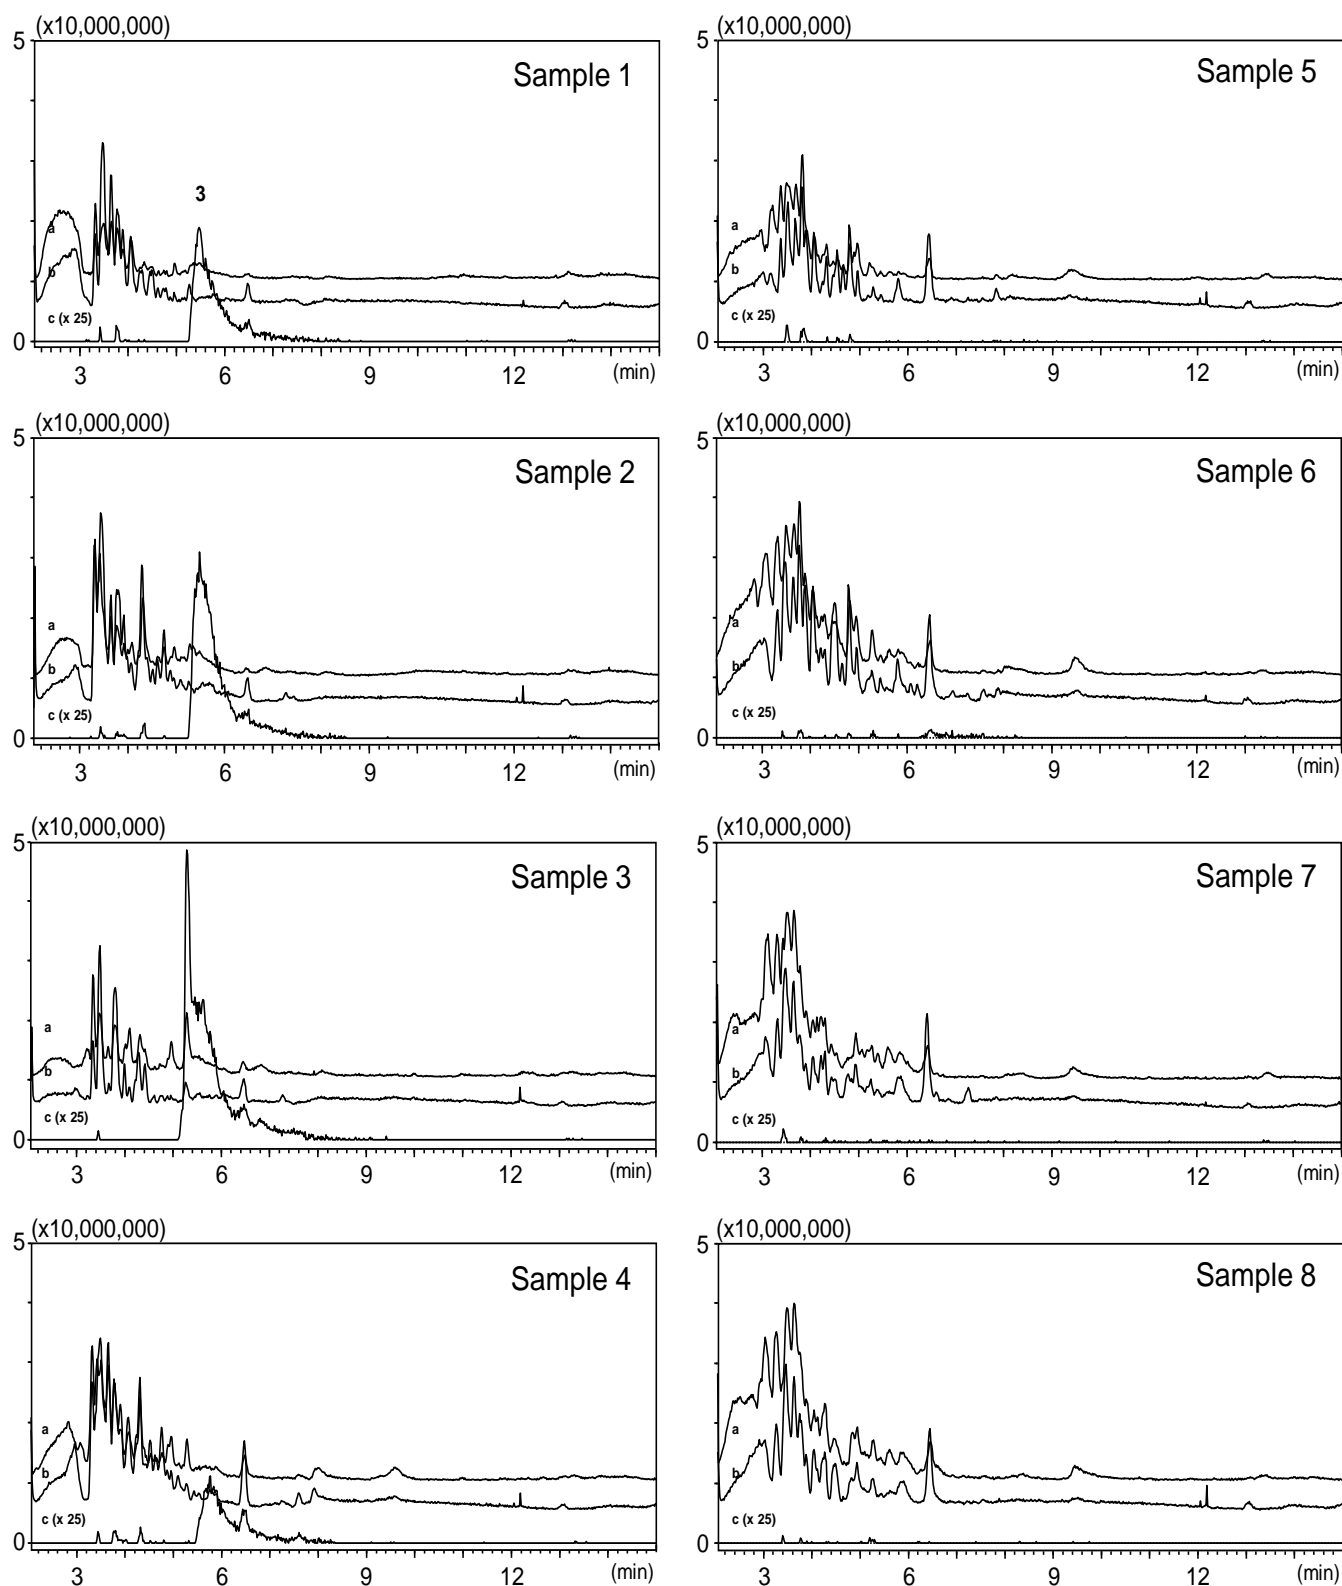 (x10,000,000)
5
Sample 1
3
a
b
c (x 25)
0
3 6 9 12 (min)
(x10,000,000)
5
Sample 2
a
b
c (x 25)
0
3 6 9 12 (min)
(x10,000,000)
5
Sample 3
a
b
c (x 25)
0
3 6 9 12 (min)
(x10,000,000)
5
Sample 4
a
b
c (x 25)
0
3 6 9 12 (min)
(x10,000,000)
5
Sample 5
a
b
c (x 25)
0
3 6 9 12 (min)
(x10,000,000)
5
Sample 6
a
b
c (x 25)
0
3 6 9 12 (min)
(x10,000,000)
5
Sample 7
a
b
c (x 25)
0
3 6 9 12 (min)
(x10,000,000)
5
Sample 8
a
b
c (x 25)
0
3 6 9 12 (min)